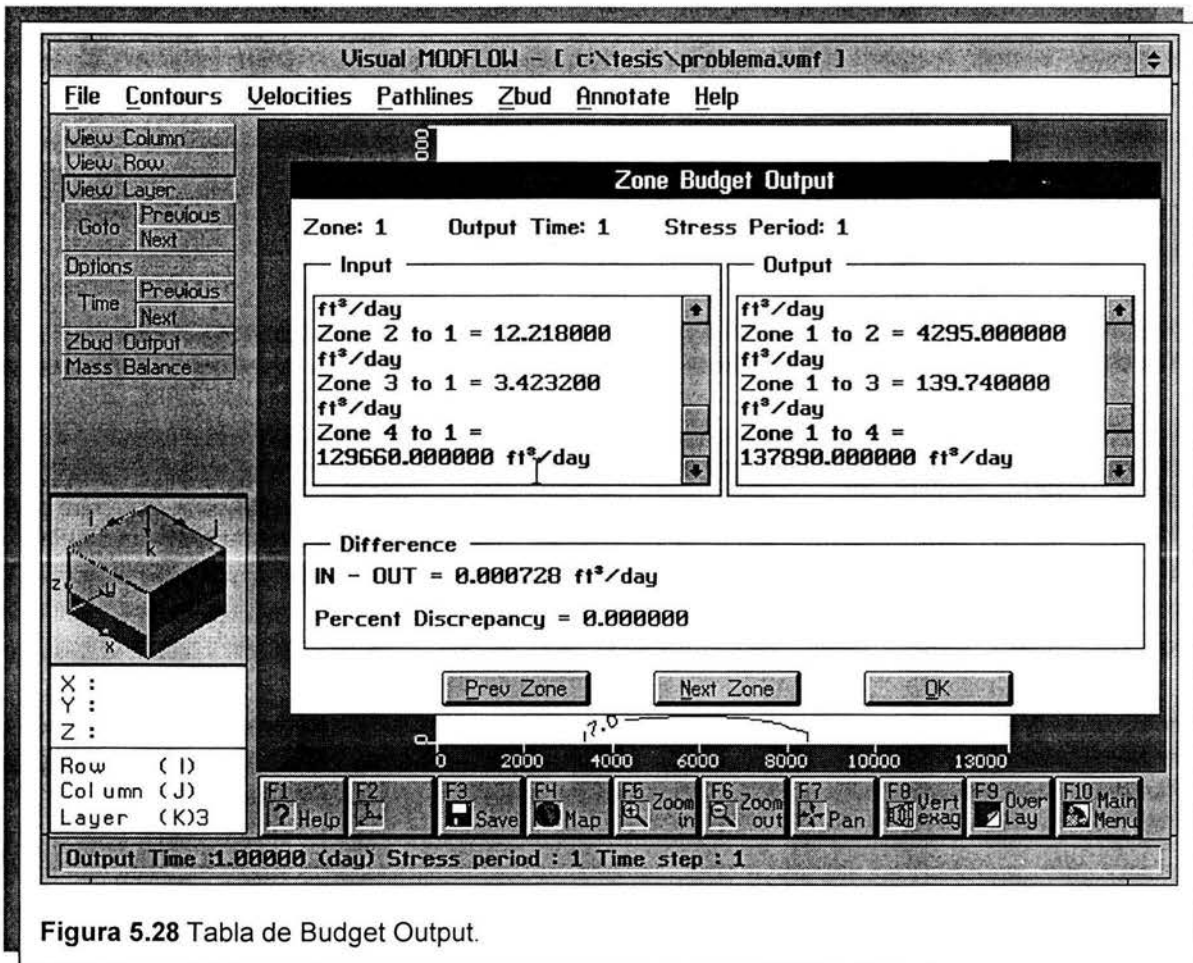 Visual MODFLOW - [ c:\tesis\problema.vmf ]
File Contours Velocities Pathlines Zbud Annotate Help
View Column
View Row
View Layer
Goto Previous
Next
Options
Time Previous
Next
Zbud Output
Mass Balance
000
Zone Budget Output
Zone: 1 Output Time: 1 Stress Period: 1
Input
ft³/day
Zone 2 to 1 = 12.218000
ft³/day
Zone 3 to 1 = 3.423200
ft³/day
Zone 4 to 1 =
129660.000000 ft³/day
Output
ft³/day
Zone 1 to 2 = 4295.000000
ft³/day
Zone 1 to 3 = 139.740000
ft³/day
Zone 1 to 4 =
137890.000000 ft³/day
Difference
IN - OUT = 0.000728 ft³/day
Percent Discrepancy = 0.000000
Prev Zone Next Zone OK
7.0
0
0 2000 4000 6000 8000 10000 13000
I J
K
Z Y
X
X :
Y :
Z :
Row (I)
Column (J)
Layer (K)3
F1 ? Help
F2
F3 Save
F4 Map
F5 Zoom in
F6 Zoom out
F7 Pan
F8 Vert exag
F9 Over Lay
F10 Main Menu
Output Time :1.00000 (day) Stress period : 1 Time step : 1
Figura 5.28 Tabla de Budget Output.